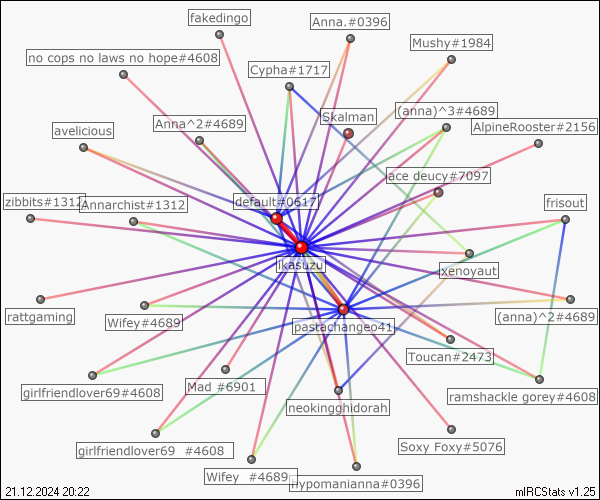 fakedingo
Anna.#0396
Mushy#1984
no cops no laws no hope#4608
Cypha#1717
Skalman
(anna)^3#4689
Anna^2#4689
AlpineRooster#2156
avelicious
ace deucy#7097
zibbits#1312
Annarchist#1312
default#0617
frisout
ikasuzu
xenoyaut
rattgaming
Wifey#4689
pastachangeo41
(anna)^2#4689
Toucan#2473
girlfriendlover69#4608
Mad #6901
neokingghidorah
ramshackle gorey#4608
girlfriendlover69 #4608
Soxy Foxy#5076
Wifey #4689
hypomanianna#0396
21.12.2024 20:22
mIRCStats v1.25